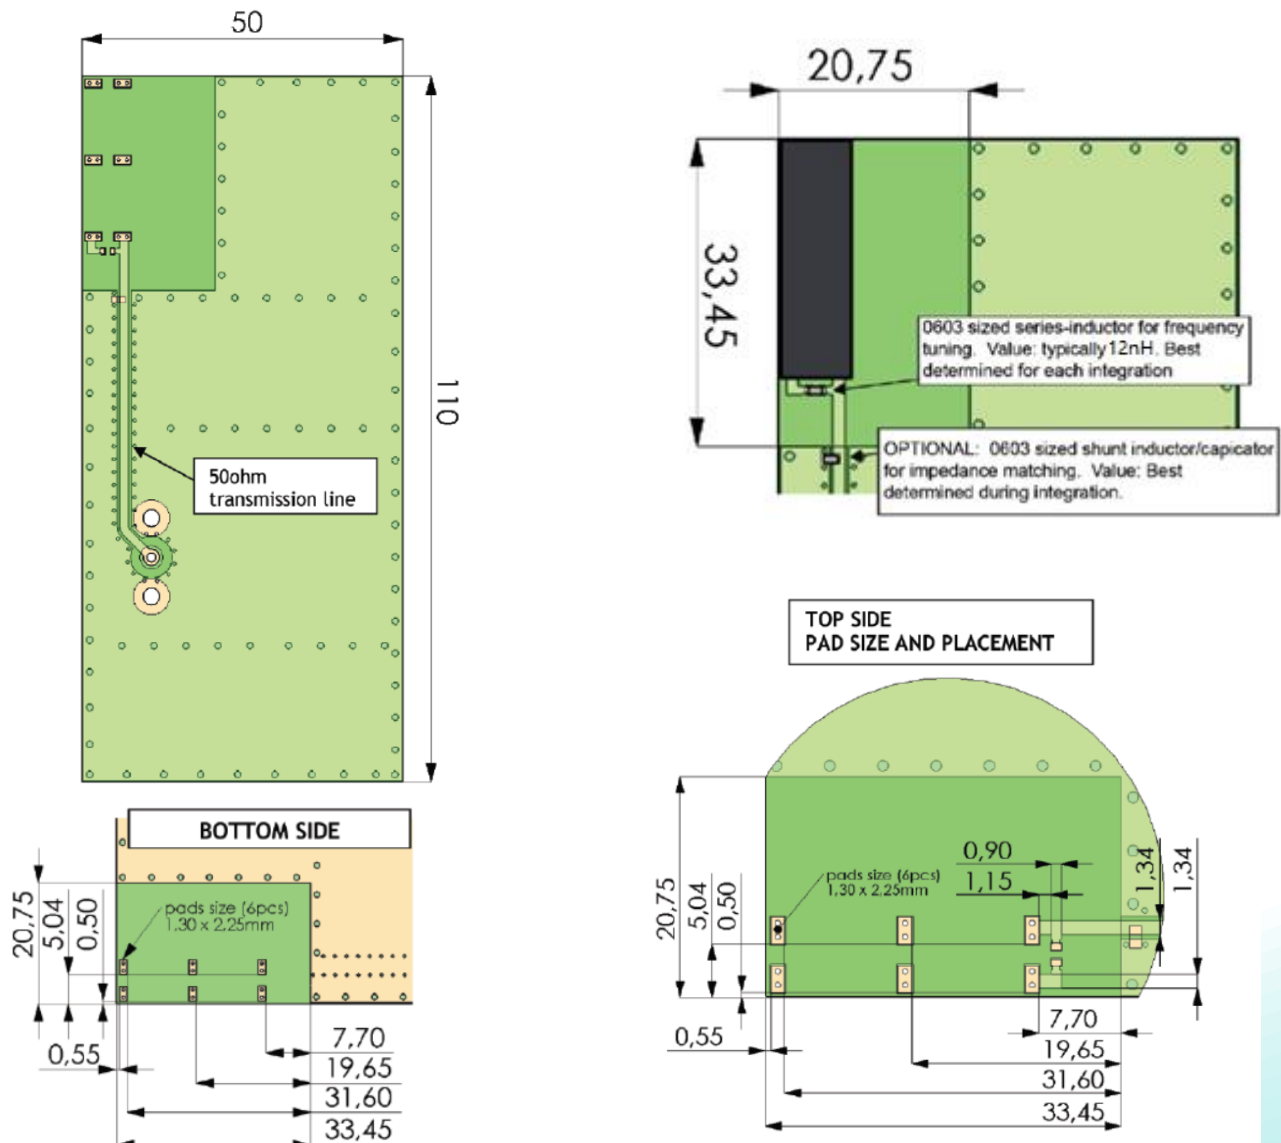 50
110
50ohm
transmission line
20,75
33,45
0603 sized series-inductor for frequency
tuning. Value: typically 12nH. Best
determined for each integration
OPTIONAL: 0603 sized shunt inductor/capicator
for impedance matching. Value: Best
determined during integration.
TOP SIDE
PAD SIZE AND PLACEMENT
BOTTOM SIDE
20,75
5,04
0,50
pads size (6pcs)
1,30 x 2,25mm
0,55
7,70
19,65
31,60
33,45
20,75
5,04
0,50
pads size (6pcs)
1,30 x 2,25mm
0,90
1,15
1,34
1,34
0,55
7,70
19,65
31,60
33,45